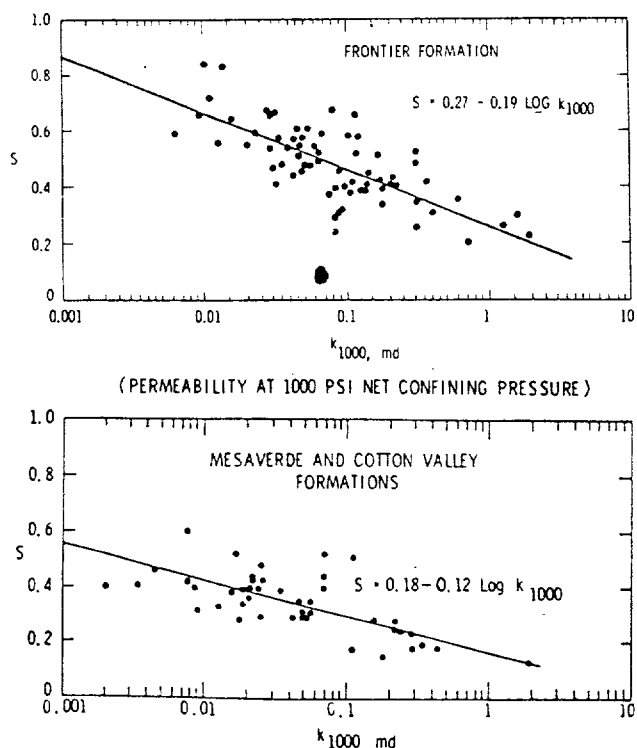 1.0
FRONTIER FORMATION
0.8
S = 0.27 - 0.19 LOG k1000
0.6
S
0.4
0.2
0
0.001 0.01 0.1 1 10
k1000, md
(PERMEABILITY AT 1000 PSI NET CONFINING PRESSURE)
1.0
MESAVERDE AND COTTON VALLEY
FORMATIONS
0.8
0.6
S
S = 0.18-0.12 Log k1000
0.4
0.2
0
0.001 0.01 0.1 1 10
k1000 md